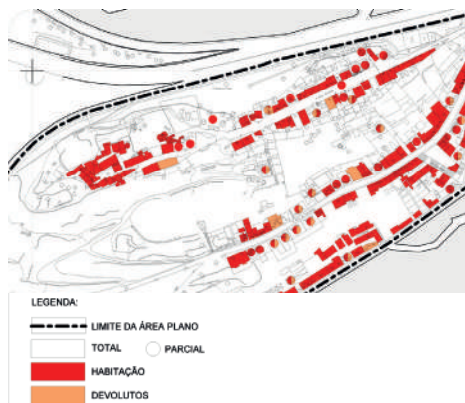 LEGENDA:
LIMITE DA ÁREA PLANO
TOTAL PARCIAL
HABITAÇÃO
DEVOLUTOS